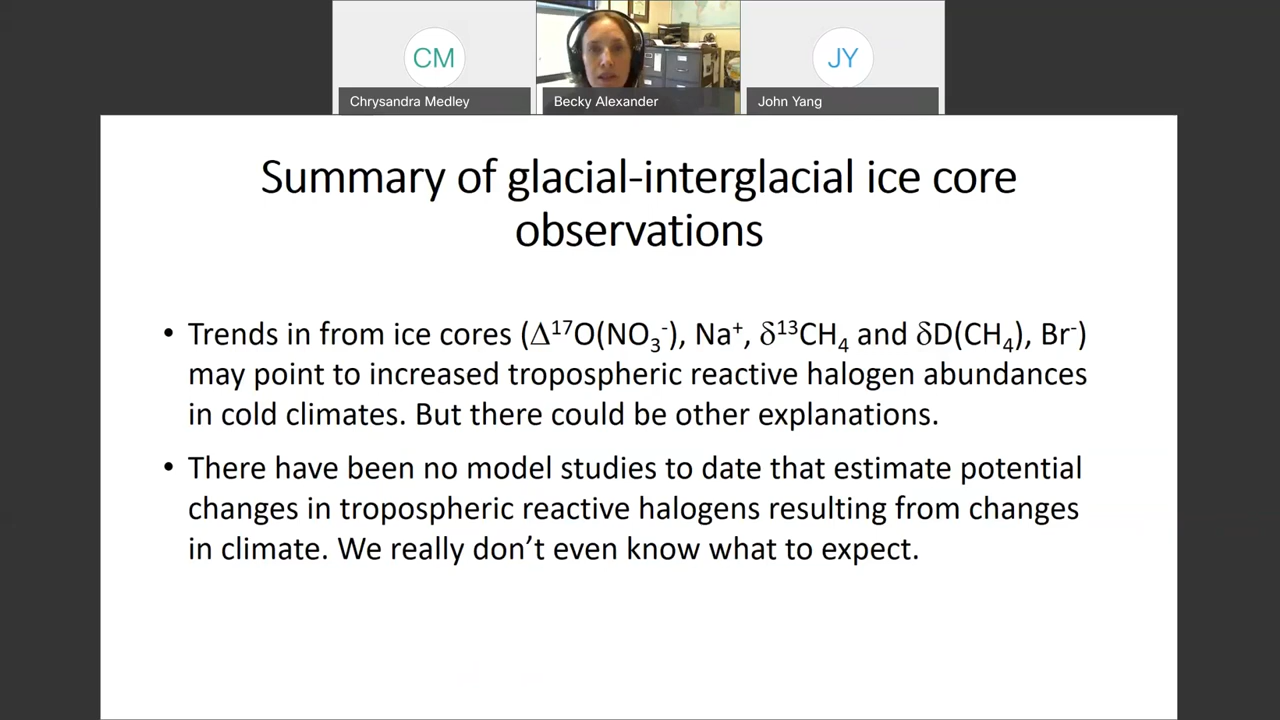 CM
JY
Chrysandra Medley
Becky Alexander
John Yang
Summary of glacial-interglacial ice core
observations
• Trends in from ice cores (Δ¹⁷O(NO₃⁻), Na⁺, δ¹³CH₄ and δD(CH₄), Br⁻)
may point to increased tropospheric reactive halogen abundances
in cold climates. But there could be other explanations.
• There have been no model studies to date that estimate potential
changes in tropospheric reactive halogens resulting from changes
in climate. We really don’t even know what to expect.